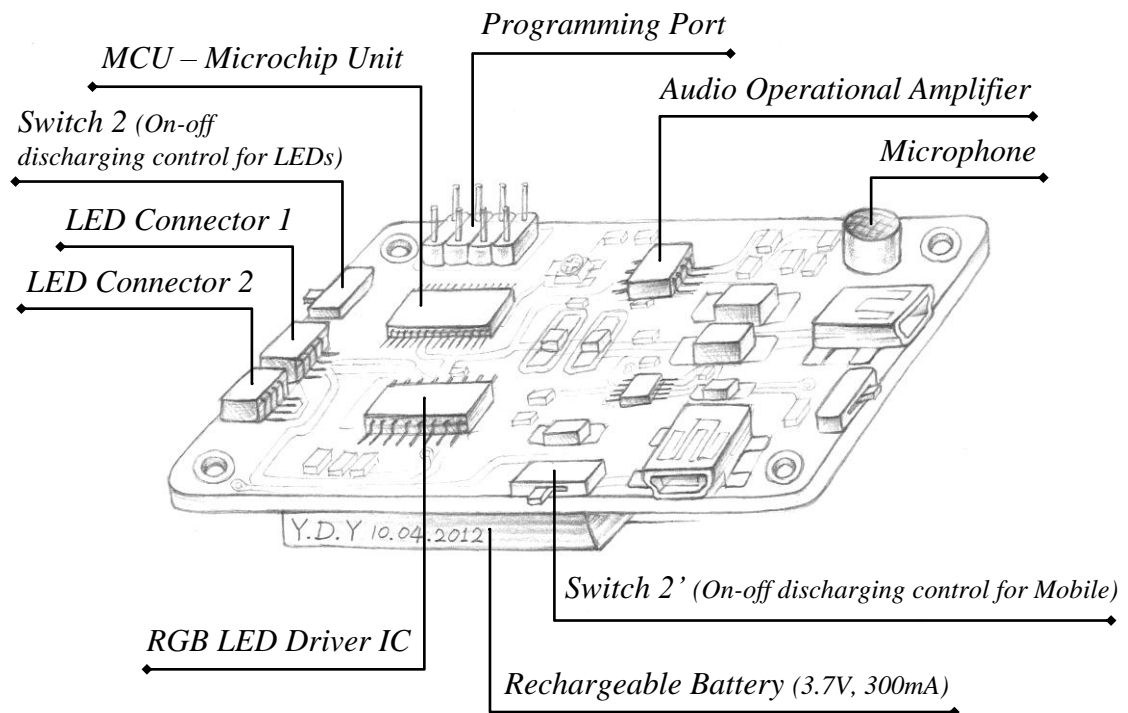 Programming Port
MCU – Microchip Unit
Audio Operational Amplifier
Switch 2 (On-off
discharging control for LEDs)
Microphone
LED Connector 1
LED Connector 2
Y.D.Y 10.04.2012
Switch 2’ (On-off discharging control for Mobile)
RGB LED Driver IC
Rechargeable Battery (3.7V, 300mA)